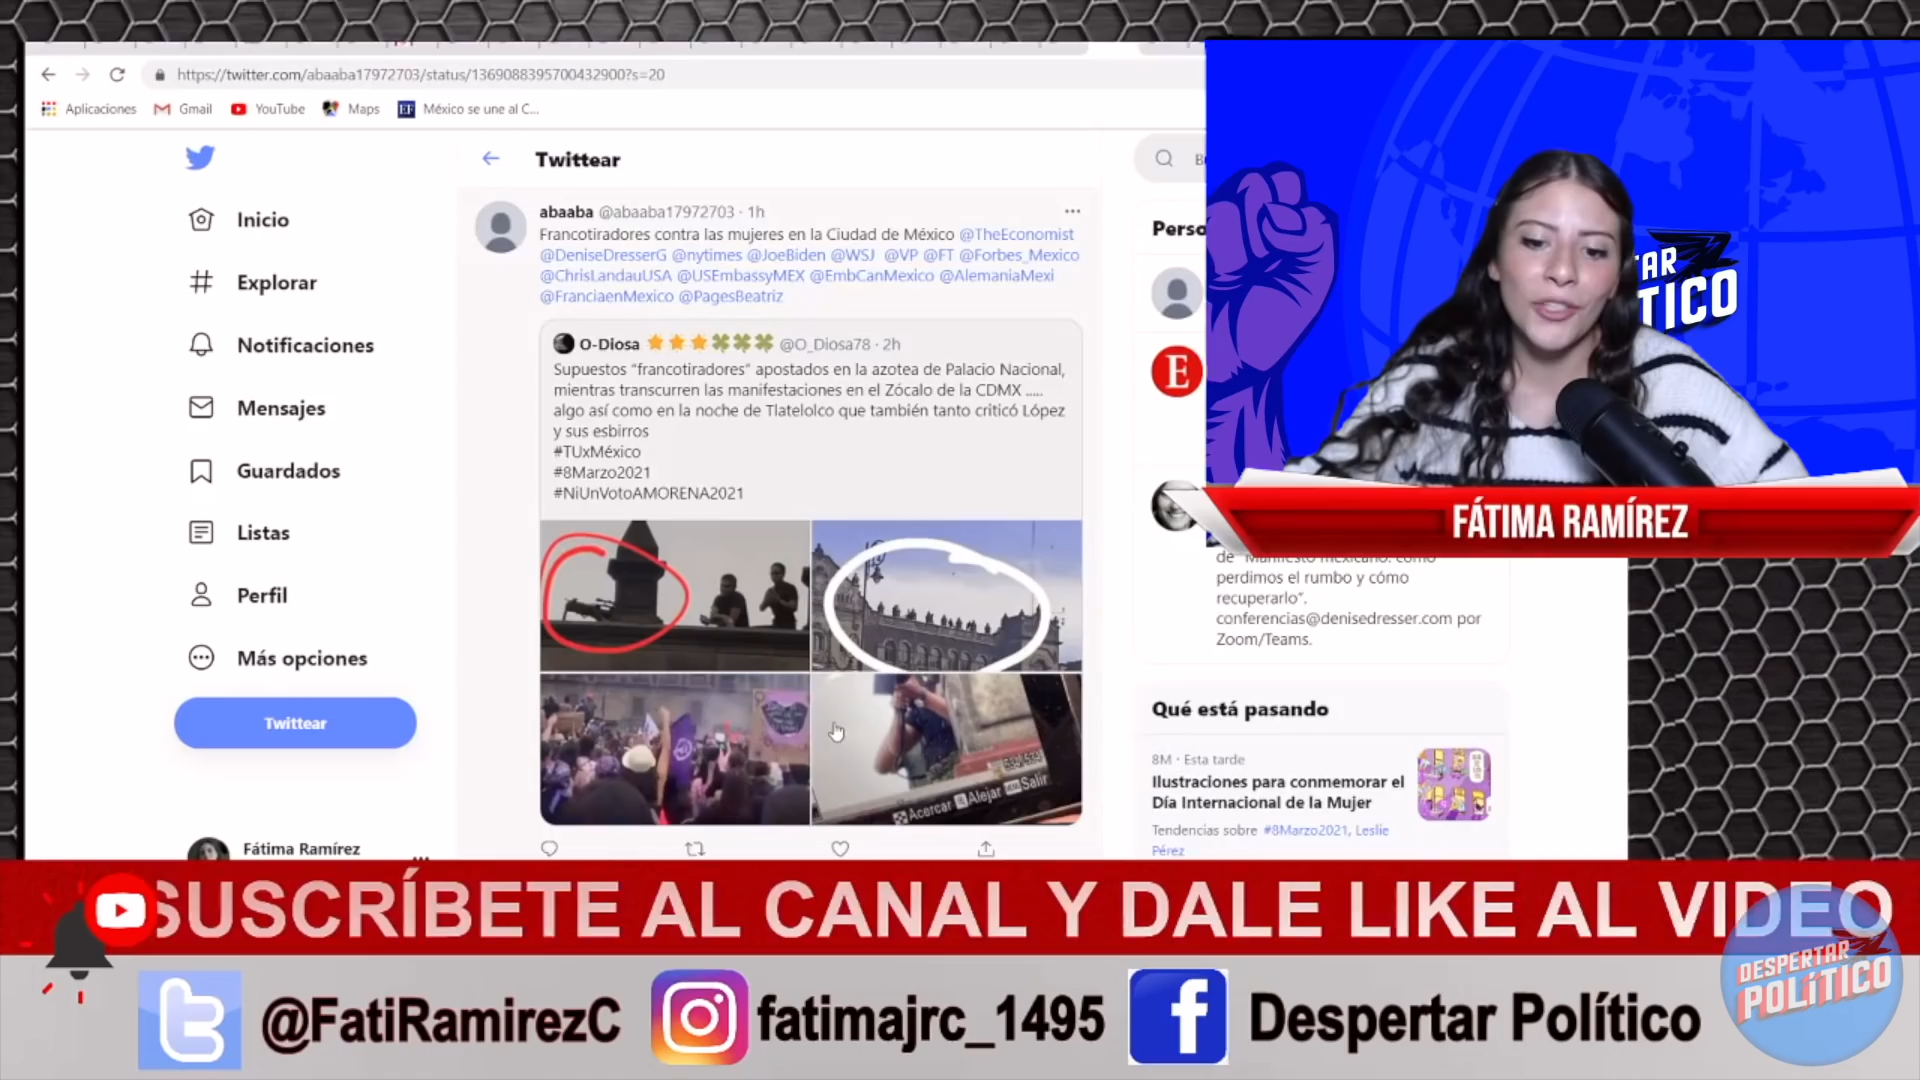 https://twitter.com/abaaba17972703/status/1369088395700432900?s=20
Aplicaciones
Gmail
YouTube
Maps
EF
México se une al C...
Inicio
Explorar
Notificaciones
Mensajes
Guardados
Listas
Perfil
Más opciones
Twittear
Fátima Ramírez
Twittear
abaaba @abaaba17972703 · 1h
Francotiradores contra las mujeres en la Ciudad de México @TheEconomist
@DeniseDresserG @nytimes @JoeBiden @WSJ @VP @FT @Forbes_Mexico
@ChrisLandauUSA @USEmbassyMEX @EmbCanMexico @AlemaniaMexi
@FranciaenMexico @PagesBeatriz
O-Diosa @O_Diosa78 · 2h
Supuestos "francotiradores" apostados en la azotea de Palacio Nacional,
mientras transcurren las manifestaciones en el Zócalo de la CDMX .....
algo así como en la noche de Tlatelolco que también tanto criticó López
y sus esbirros
#TUxMéxico
#8Marzo2021
#NiUnVotoAMORENA2021
Acercar Alejar Salir
Perso
E
de "Manifiesto mexicano: cómo
perdimos el rumbo y cómo
recuperarlo".
conferencias@denisedresser.com por
Zoom/Teams.
Qué está pasando
8M · Esta tarde
Ilustraciones para conmemorar el
Día Internacional de la Mujer
Tendencias sobre #8Marzo2021, Leslie
Pérez
AR
TICO
FÁTIMA RAMÍREZ
SUSCRÍBETE AL CANAL Y DALE LIKE AL VIDEO
@FatiRamirezC
fatimajrc_1495
Despertar Político
DESPERTAR
POLÍTICO